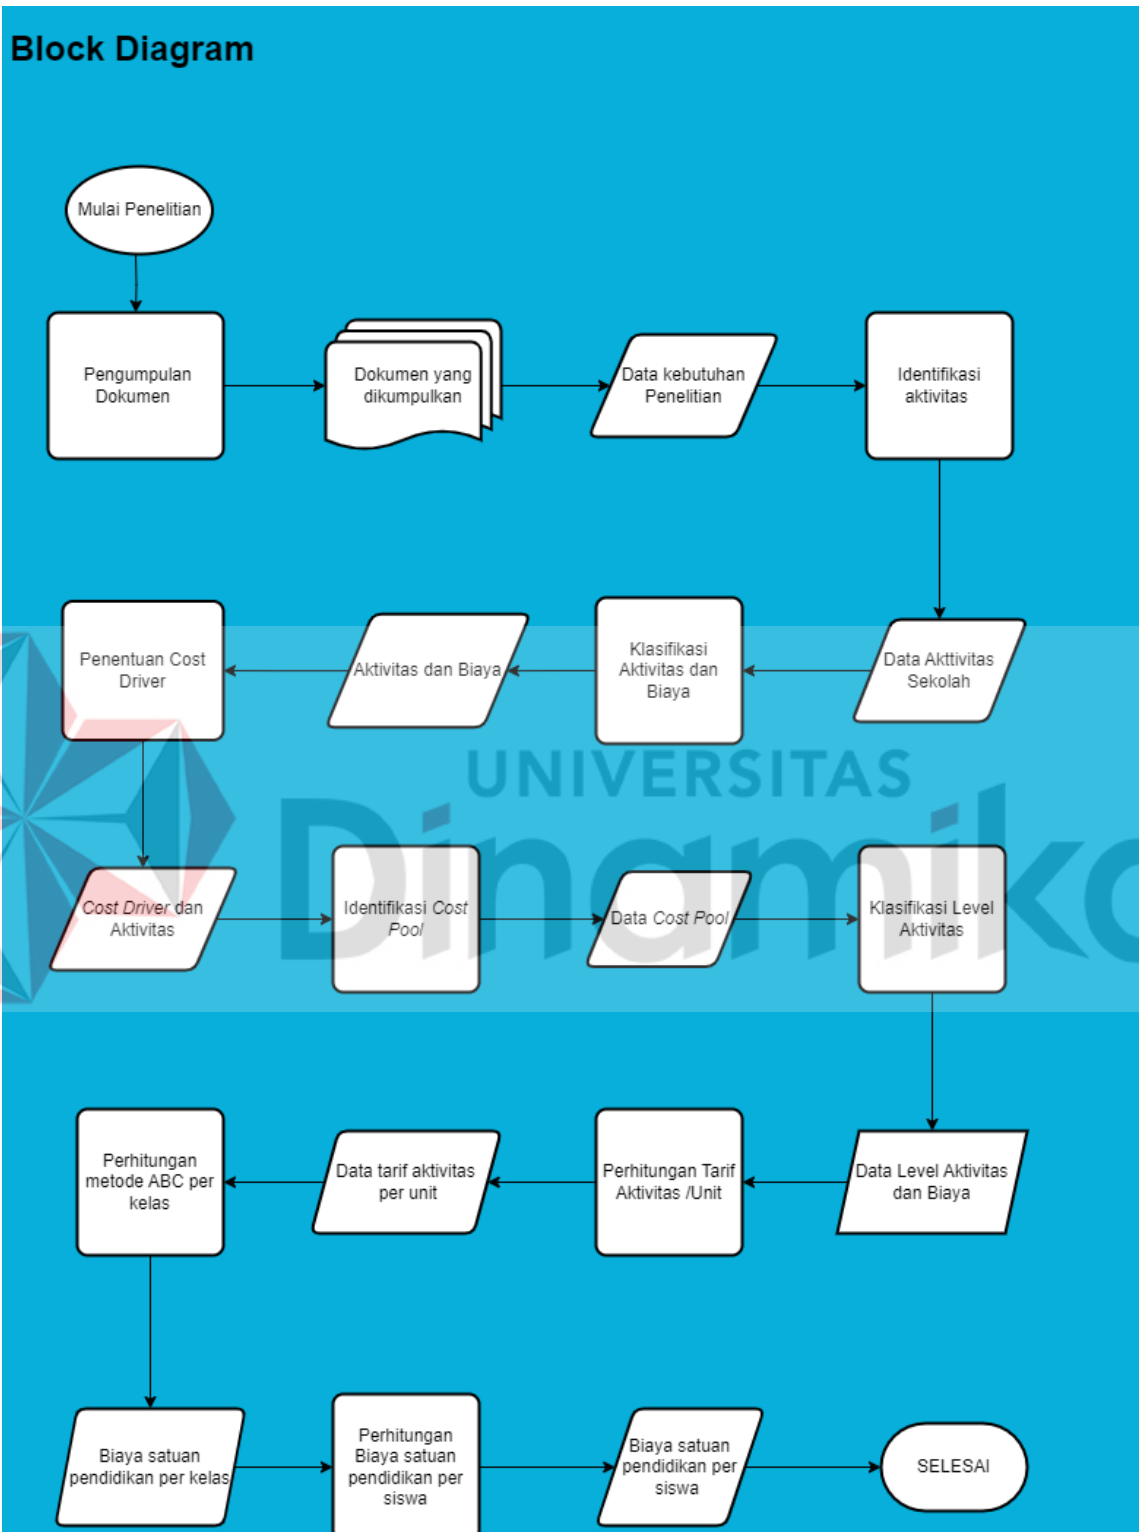 Block Diagram
Mulai Penelitian
Pengumpulan
Dokumen
Dokumen yang
dikumpulkan
Data kebutuhan
Penelitian
Identifikasi
aktivitas
Data Akttivitas
Sekolah
Klasifikasi
Aktivitas dan
Biaya
Aktivitas dan Biaya
Penentuan Cost
Driver
UNIVERSITAS
Dinamika
Cost Driver dan
Aktivitas
Identifikasi Cost
Pool
Data Cost Pool
Klasifikasi Level
Aktivitas
Data Level Aktivitas
dan Biaya
Perhitungan Tarif
Aktivitas /Unit
Data tarif aktivitas
per unit
Perhitungan
metode ABC per
kelas
Biaya satuan
pendidikan per kelas
Perhitungan
Biaya satuan
pendidikan per
siswa
Biaya satuan
pendidikan per
siswa
SELESAI